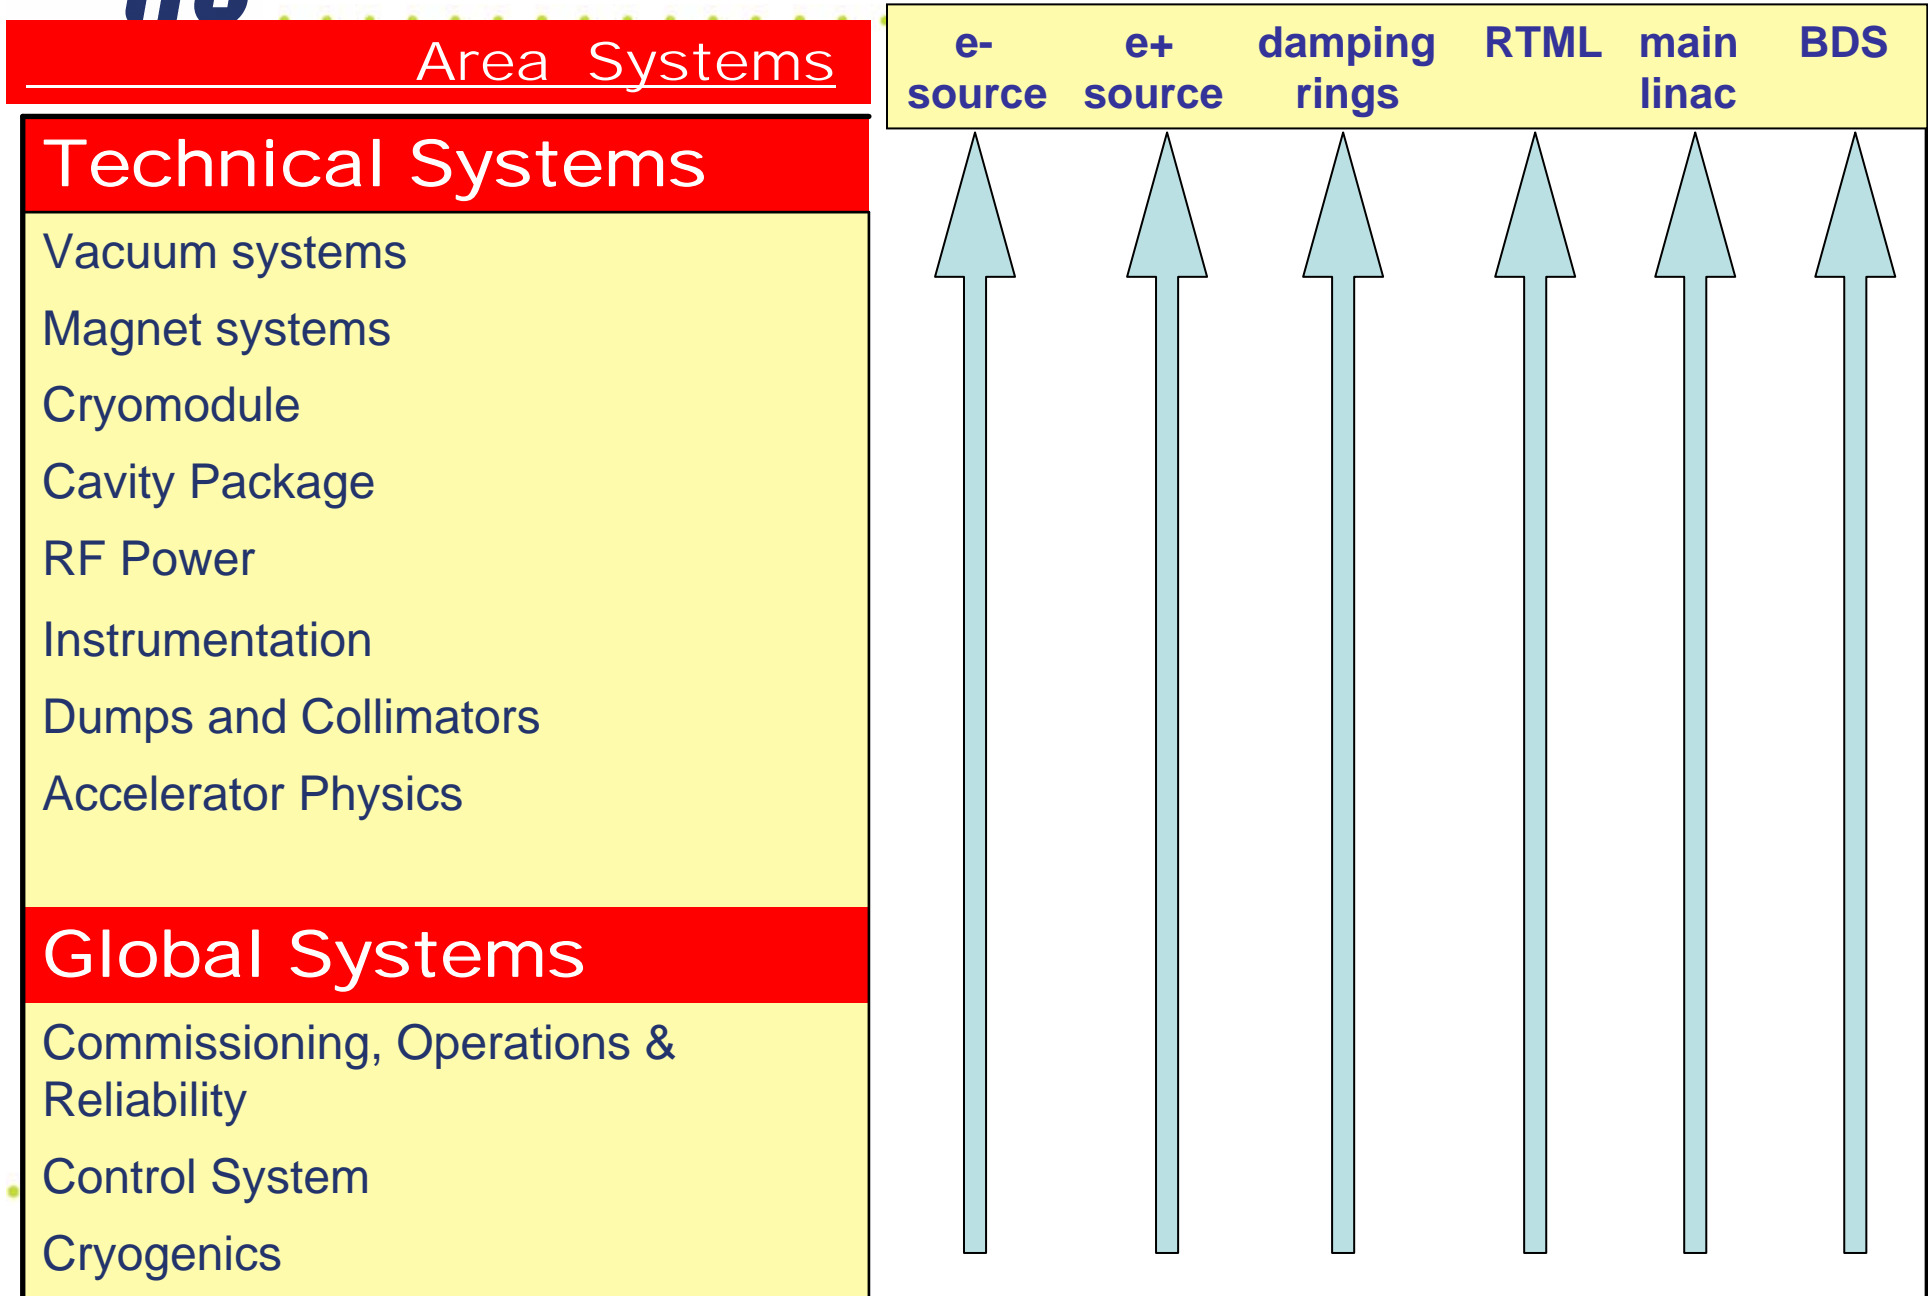 Area Systems
e- source
e+ source
damping rings
RTML
main linac
BDS
Technical Systems
Vacuum systems
Magnet systems
Cryomodule
Cavity Package
RF Power
Instrumentation
Dumps and Collimators
Accelerator Physics
Global Systems
Commissioning, Operations &
Reliability
Control System
Cryogenics